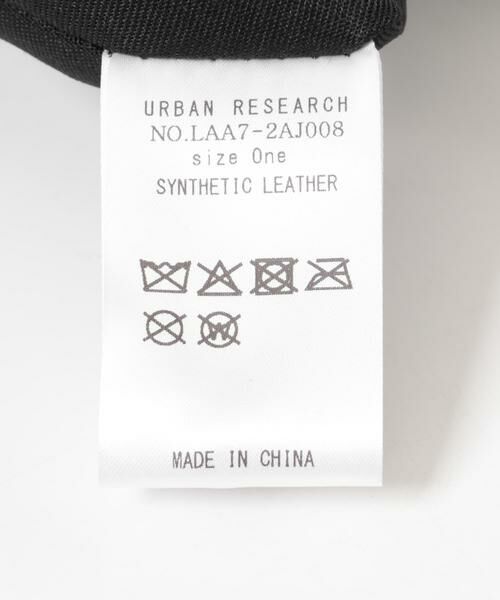 URBAN RESEARCH
NO.LAA7-2AJ008
size One
SYNTHETIC LEATHER
W
MADE IN CHINA